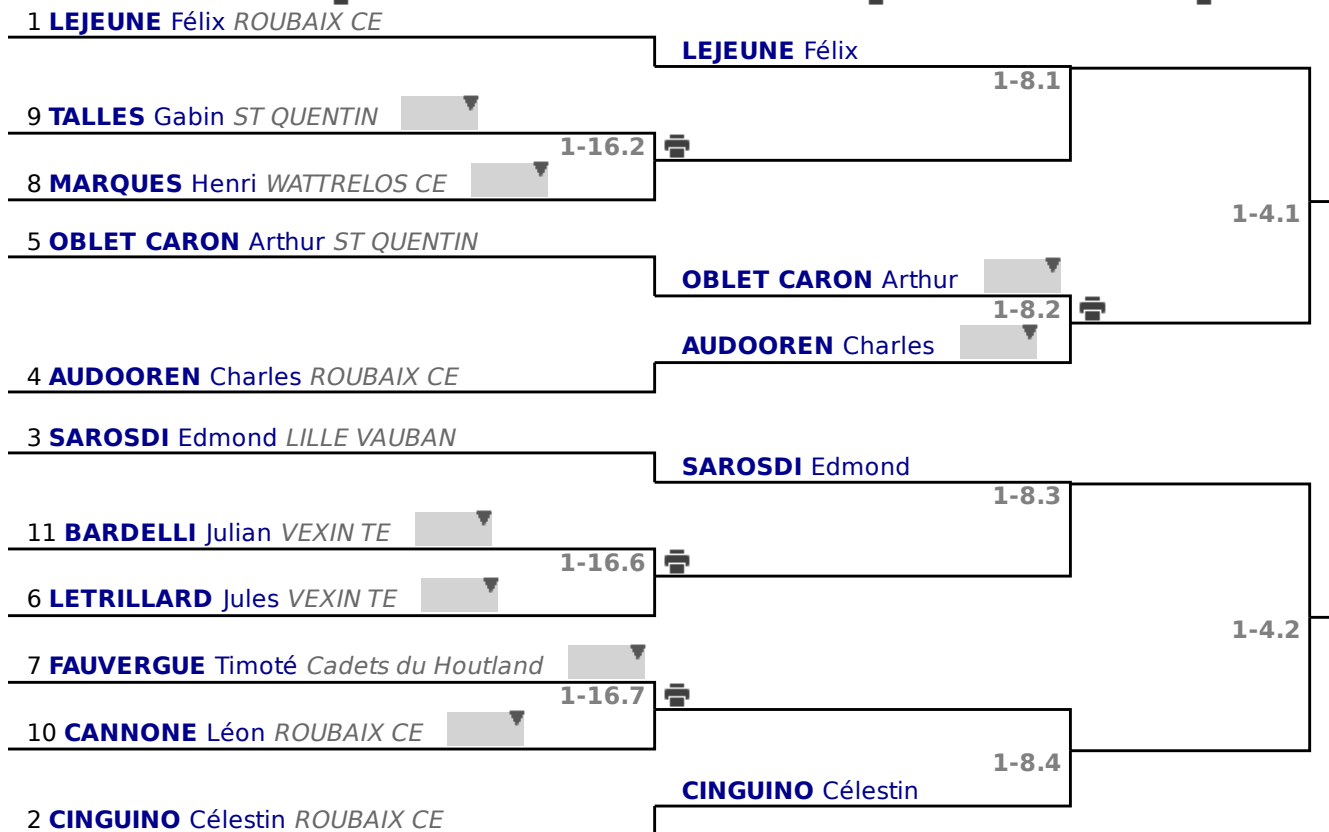 1 LEJEUNE Félix ROUBAIX CE
LEJEUNE Félix
1-8.1
9 TALLES Gabin ST QUENTIN
1-16.2
8 MARQUES Henri WATTRELOS CE
1-4.1
5 OBLET CARON Arthur ST QUENTIN
OBLET CARON Arthur
1-8.2
AUDOOREN Charles
4 AUDOOREN Charles ROUBAIX CE
3 SAROSDI Edmond LILLE VAUBAN
SAROSDI Edmond
1-8.3
11 BARDELLI Julian VEXIN TE
1-16.6
6 LETRILLARD Jules VEXIN TE
1-4.2
7 FAUVERGUE Timoté Cadets du Houtland
1-16.7
10 CANNONE Léon ROUBAIX CE
1-8.4
CINGUINO Célestin
2 CINGUINO Célestin ROUBAIX CE